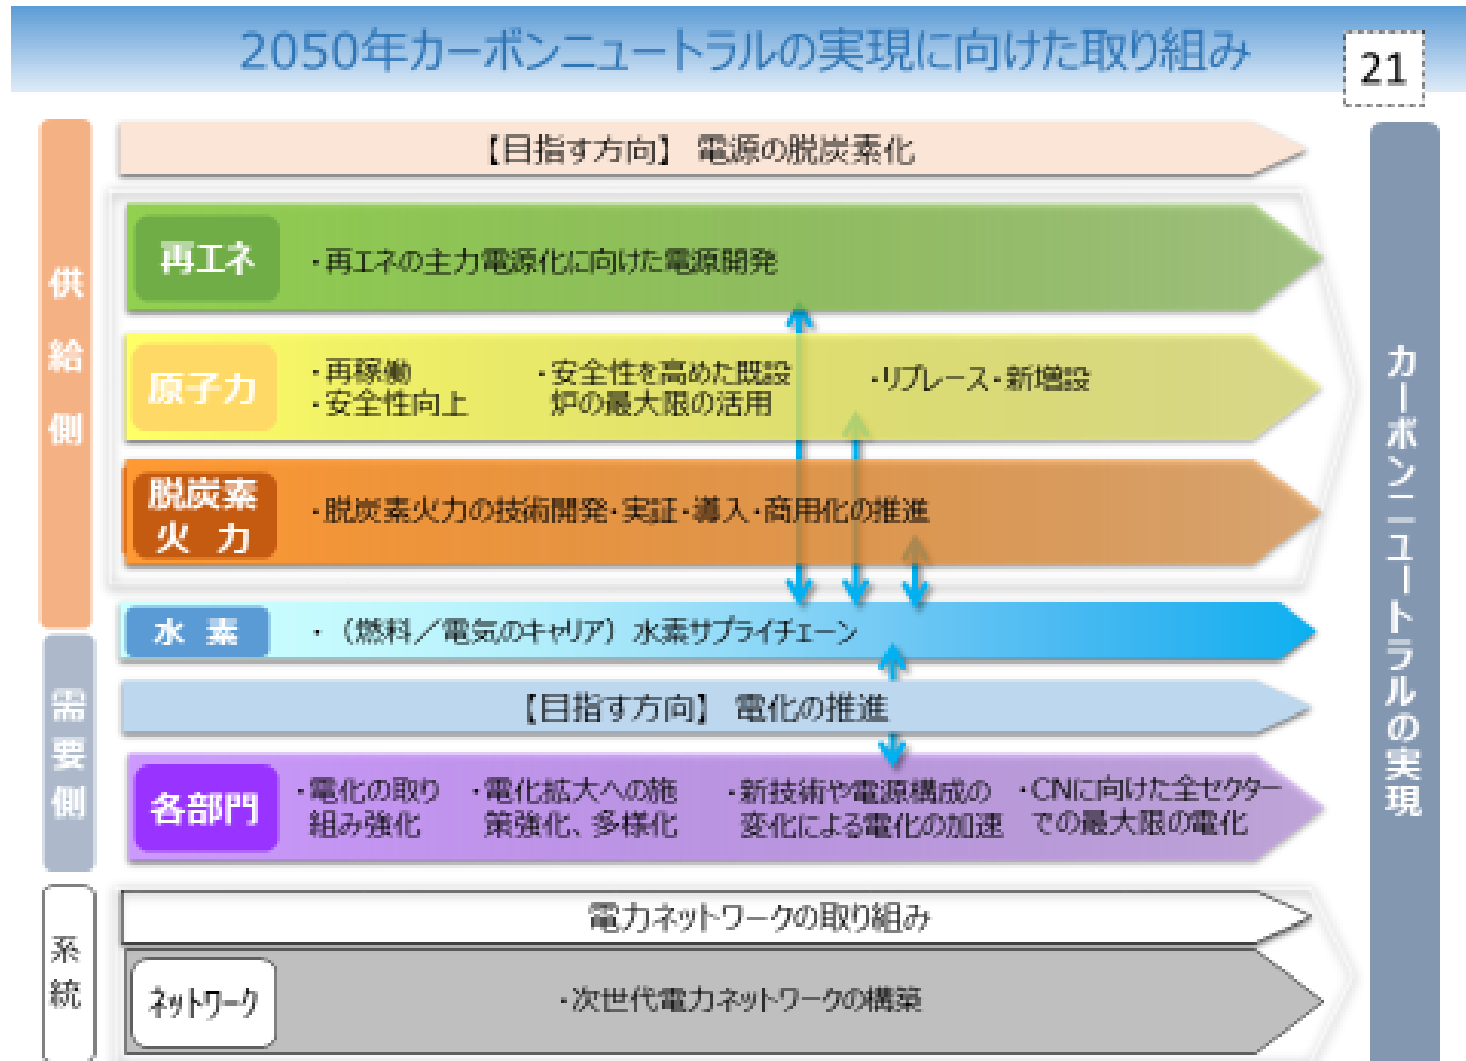 2050年カーボンニュートラルの実現に向けた取り組み
21
供給側
【目指す方向】 電源の脱炭素化
再エネ
・再エネの主力電源化に向けた電源開発
原子力
・再稼働
・安全性向上
・安全性を高めた既設
炉の最大限の活用
・リプレース・新増設
脱炭素
火 力
・脱炭素火力の技術開発・実証・導入・商用化の推進
水 素
・（燃料／電気のキャリア）水素サプライチェーン
需要側
【目指す方向】 電化の推進
各部門
・電化の取り
組み強化
・電化拡大への施
策強化、多様化
・新技術や電源構成の
変化による電化の加速
・CNに向けた全セクター
での最大限の電化
系統
電力ネットワークの取り組み
ネットワーク
・次世代電力ネットワークの構築
カーボンニュートラルの実現